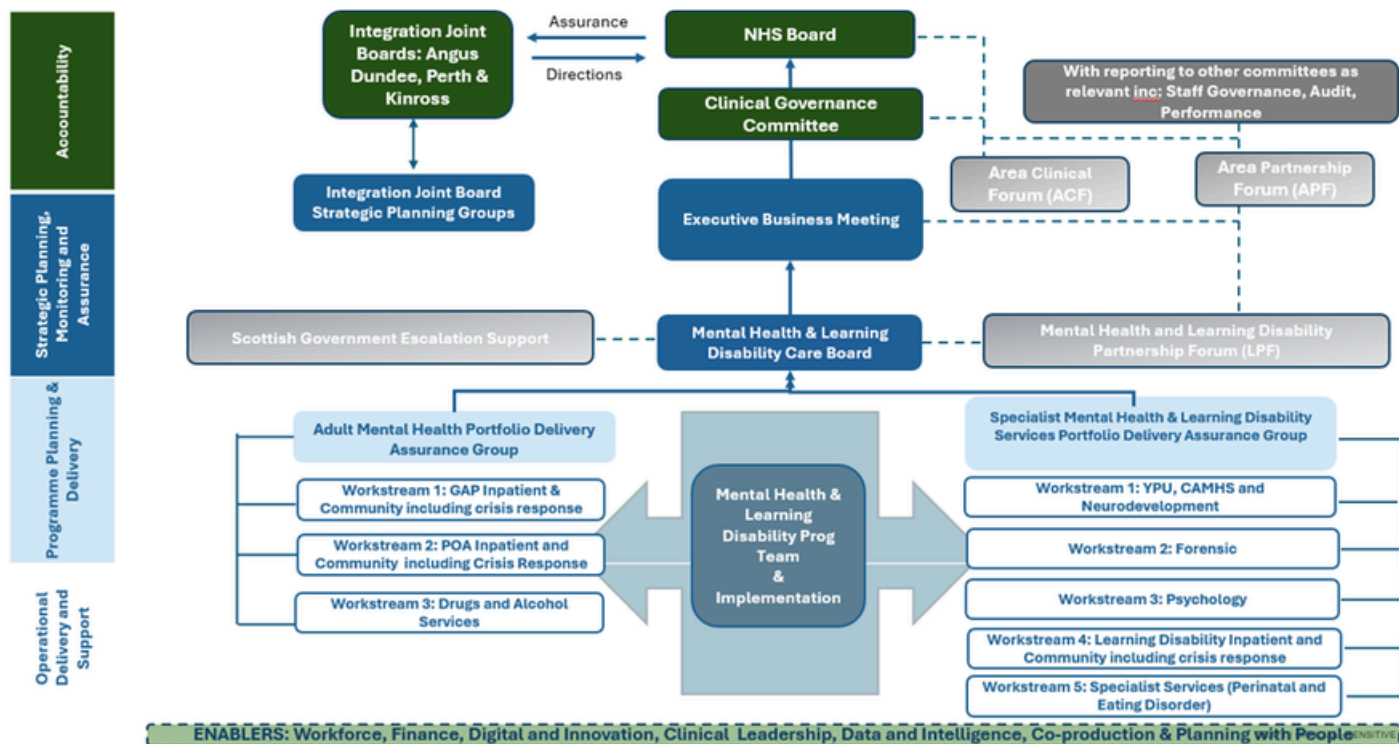 Accountability
Strategic Planning,
Monitoring and
Assurance
Programme Planning &
Delivery
Operational
Delivery and
Support
Integration Joint
Boards: Angus
Dundee, Perth &
Kinross
Assurance
Directions
NHS Board
Clinical Governance
Committee
With reporting to other committees as
relevant inc: Staff Governance, Audit,
Performance
Area Clinical
Forum (ACF)
Area Partnership
Forum (APF)
Integration Joint Board
Strategic Planning Groups
Executive Business Meeting
Scottish Government Escalation Support
Mental Health & Learning
Disability Care Board
Mental Health and Learning Disability
Partnership Forum (LPF)
Adult Mental Health Portfolio Delivery
Assurance Group
Workstream 1: GAP Inpatient &
Community including crisis response
Workstream 2: POA Inpatient and
Community including Crisis Response
Workstream 3: Drugs and Alcohol
Services
Mental Health &
Learning
Disability Prog
Team
&
Implementation
Specialist Mental Health & Learning Disability
Services Portfolio Delivery Assurance Group
Workstream 1: YPU, CAMHS and
Neurodevelopment
Workstream 2: Forensic
Workstream 3: Psychology
Workstream 4: Learning Disability Inpatient and
Community including crisis response
Workstream 5: Specialist Services (Perinatal and
Eating Disorder)
ENABLERS: Workforce, Finance, Digital and Innovation, Clinical Leadership, Data and Intelligence, Co-production & Planning with People